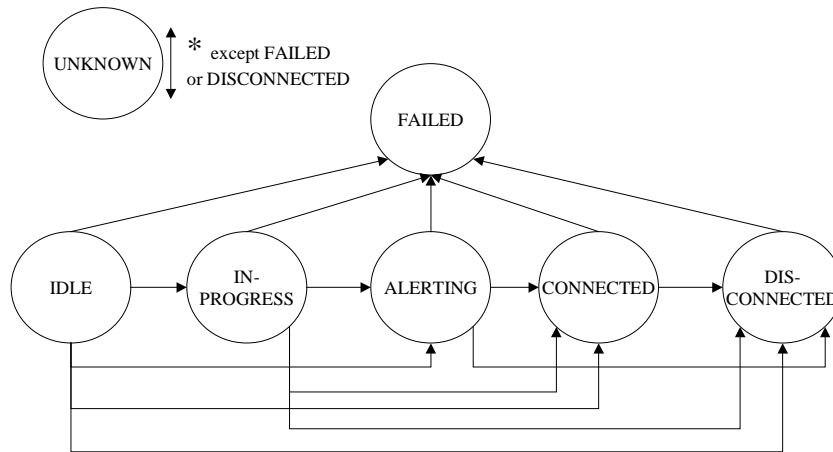 UNKNOWN
* except FAILED
or DISCONNECTED
FAILED
IDLE
IN-
PROGRESS
ALERTING
CONNECTED
DIS-
CONNECTED